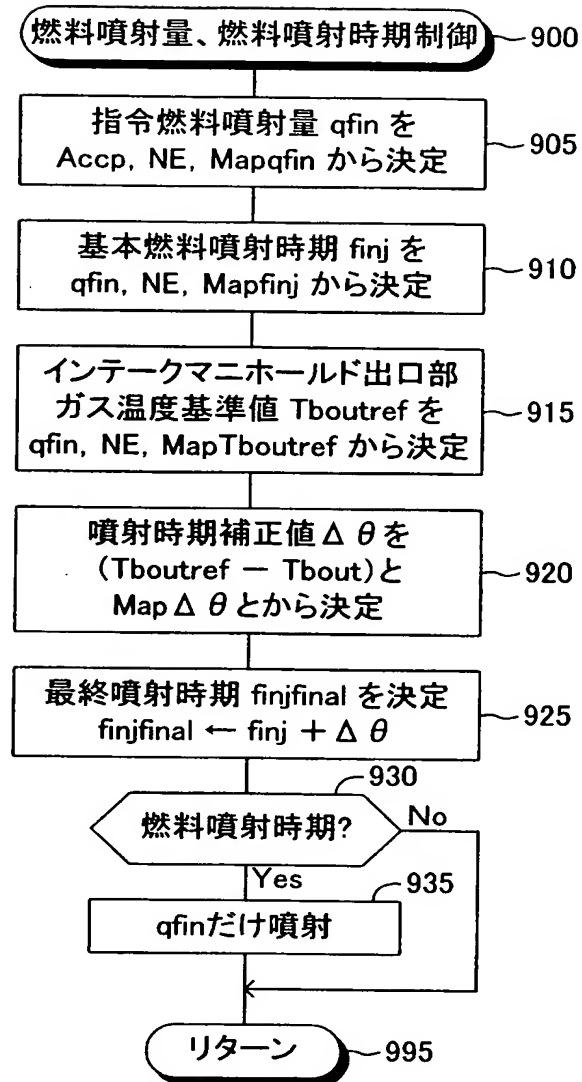 燃料噴射量、燃料噴射時期制御
900
指令燃料噴射量 qfin を
Accp, NE, Mapqfin から決定
905
基本燃料噴射時期 finj を
qfin, NE, Mapfinj から決定
910
インテークマニホールド出口部
ガス温度基準値 Tboutref を
qfin, NE, MapTboutref から決定
915
噴射時期補正値Δθを
(Tboutref － Tbout)と
MapΔθとから決定
920
最終噴射時期 finjfinal を決定
finjfinal ← finj + Δθ
925
930
燃料噴射時期?
No
Yes
935
qfinだけ噴射
リターン
995